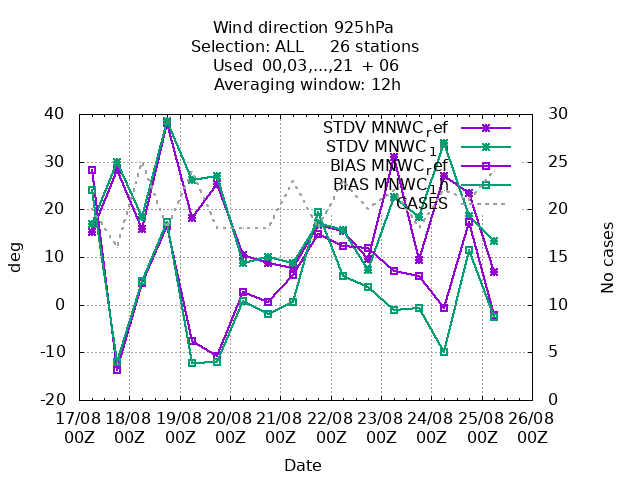 Wind direction 925hPa
Selection: ALL 26 stations
Used 00,03,...,21 + 06
Averaging window: 12h
40
30
20
10
0
-10
-20
deg
30
25
20
15
10
5
0
No cases
STDV MNWC_ref
STDV MNWC_1
BIAS MNWC_ref
BIAS MNWC_1n
CASES
17/08 18/08 19/08 20/08 21/08 22/08 23/08 24/08 25/08 26/08
00Z 00Z 00Z 00Z 00Z 00Z 00Z 00Z 00Z 00Z
Date